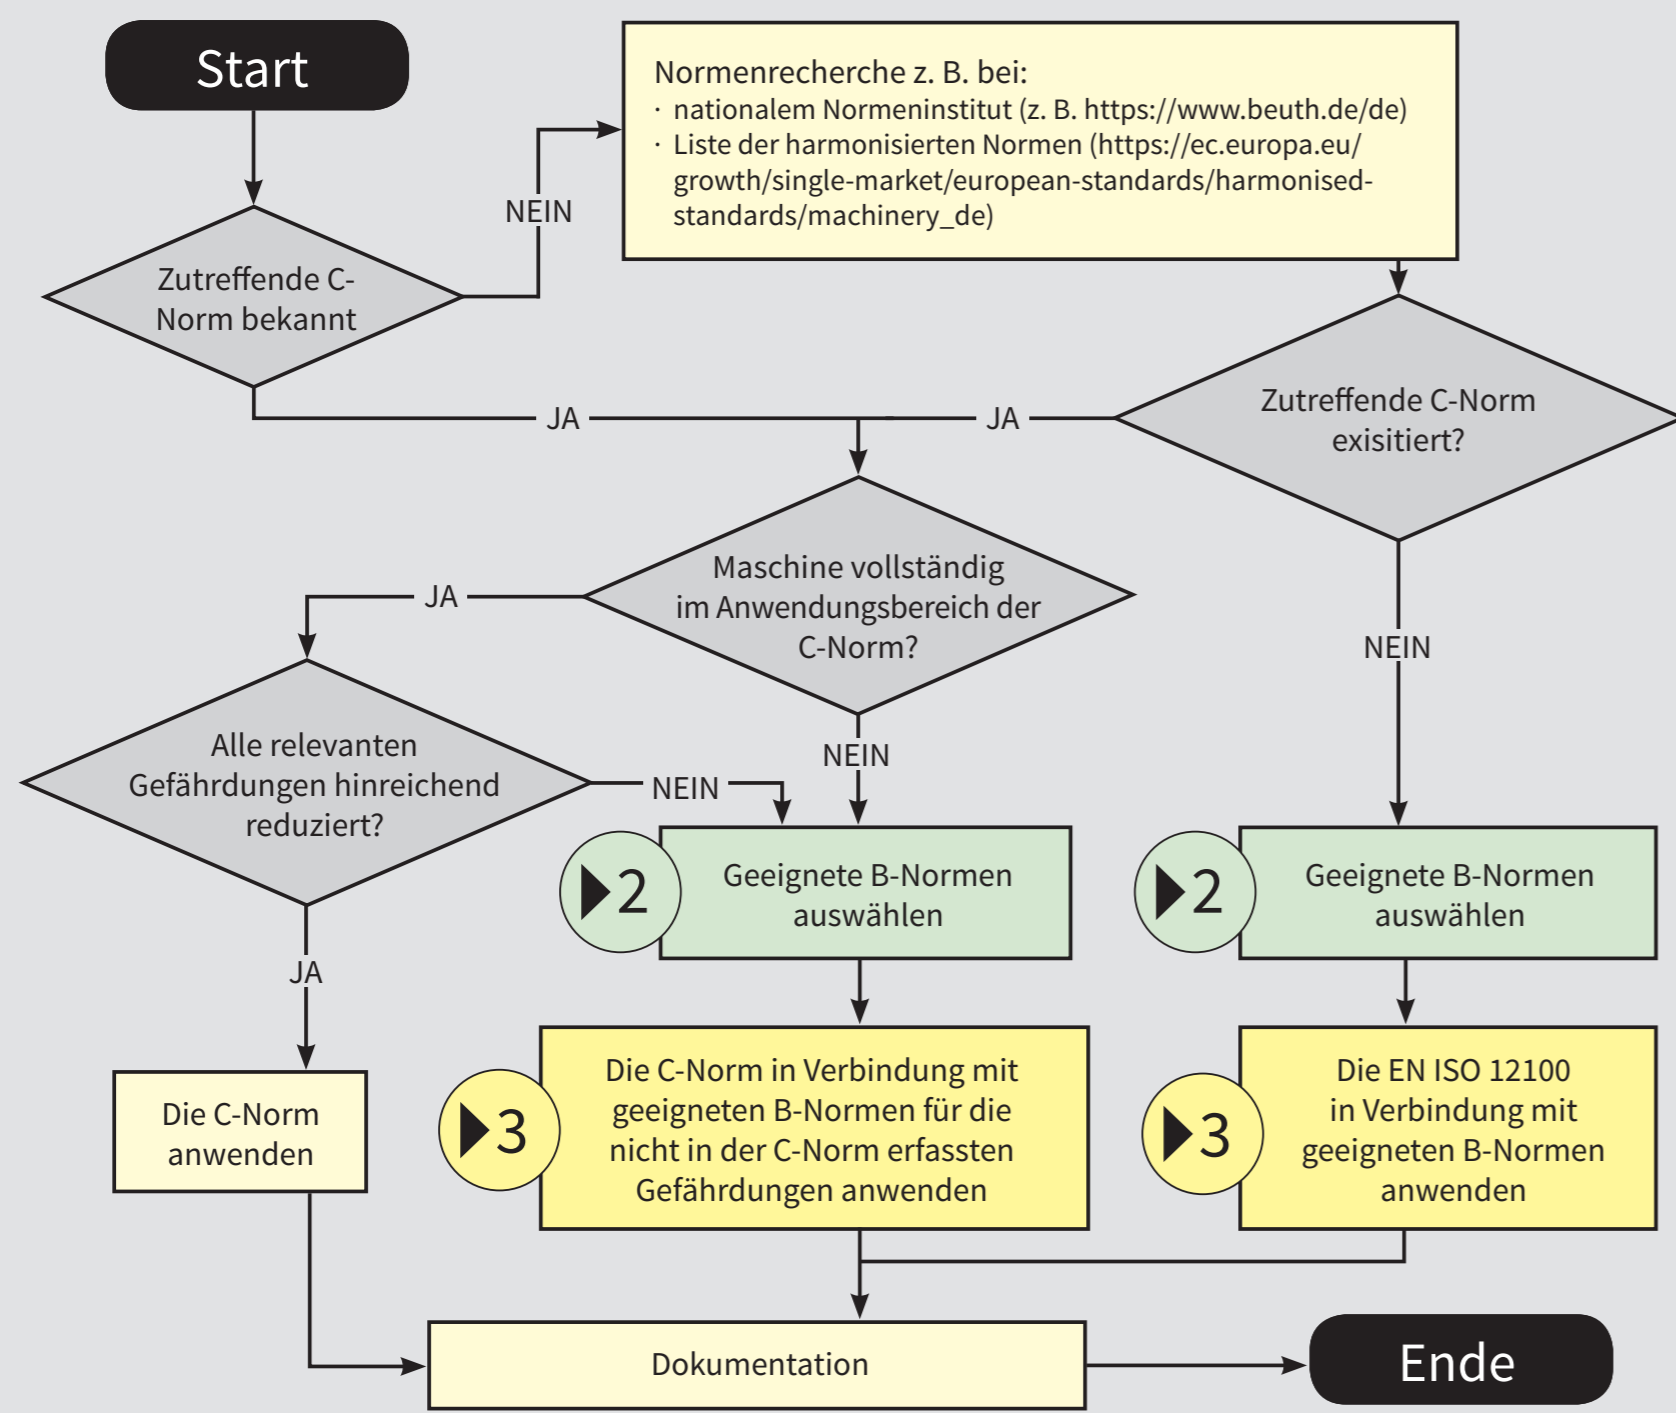 Start
Normenrecherche z. B. bei:
· nationalem Normeninstitut (z. B. https://www.beuth.de/de)
· Liste der harmonisierten Normen (https://ec.europa.eu/
growth/single-market/european-standards/harmonised-
standards/machinery_de)
NEIN
Zutreffende C-
Norm bekannt
JA
JA
Zutreffende C-Norm
exisitiert?
Maschine vollständig
im Anwendungsbereich der
C-Norm?
JA
NEIN
NEIN
Alle relevanten
Gefährdungen hinreichend
reduziert?
NEIN
JA
2
Geeignete B-Normen
auswählen
2
Geeignete B-Normen
auswählen
Die C-Norm
anwenden
3
Die C-Norm in Verbindung mit
geeigneten B-Normen für die
nicht in der C-Norm erfassten
Gefährdungen anwenden
3
Die EN ISO 12100
in Verbindung mit
geeigneten B-Normen
anwenden
Dokumentation
Ende